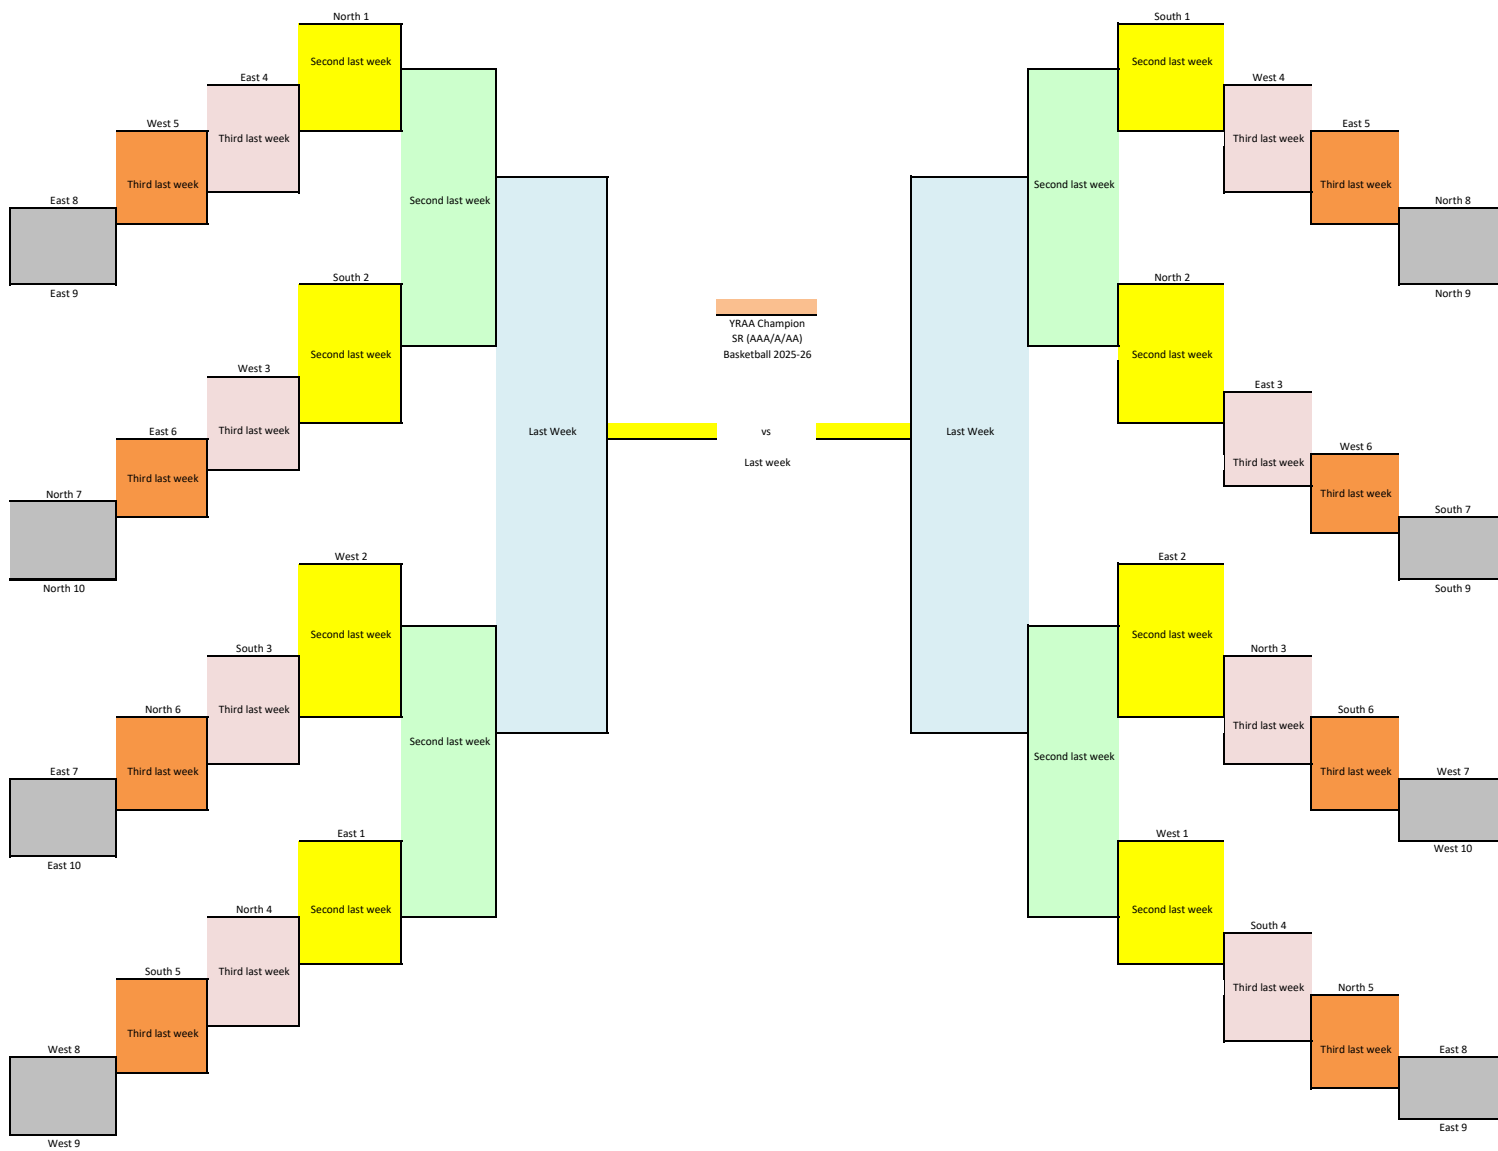 North 1
South 1
Second last week
Second last week
East 4
West 4
West 5
East 5
Third last week
Third last week
Third last week
Third last week
East 8
Second last week
Second last week
North 8
East 9
South 2
North 2
North 9
YRAA Champion
SR (AAA/A/AA)
Basketball 2025-26
Second last week
Second last week
West 3
East 3
East 6
Third last week
Last Week
vs
Last Week
West 6
Third last week
Last week
Third last week
North 7
Third last week
South 7
North 10
West 2
East 2
South 9
Second last week
Second last week
South 3
North 3
North 6
Third last week
Third last week
South 6
East 7
Third last week
Second last week
Second last week
Third last week
West 7
East 10
East 1
West 1
West 10
Second last week
Second last week
North 4
South 4
South 5
Third last week
Third last week
North 5
West 8
Third last week
Third last week
East 8
West 9
East 9